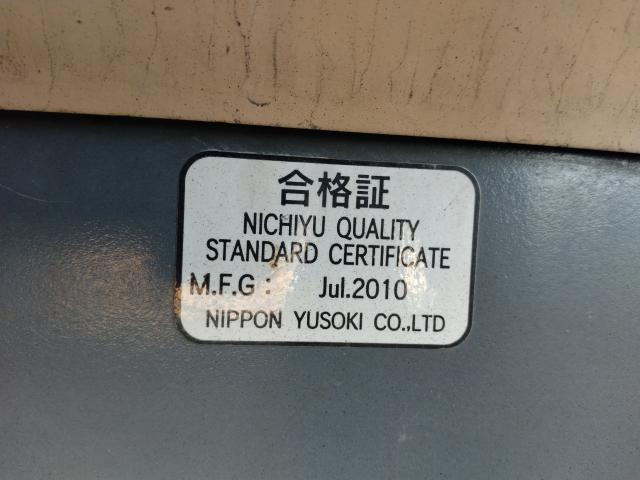 合格証
NICHIYU QUALITY
STANDARD CERTIFICATE
M.F.G : Jul.2010
NIPPON YUSOKI CO.,LTD